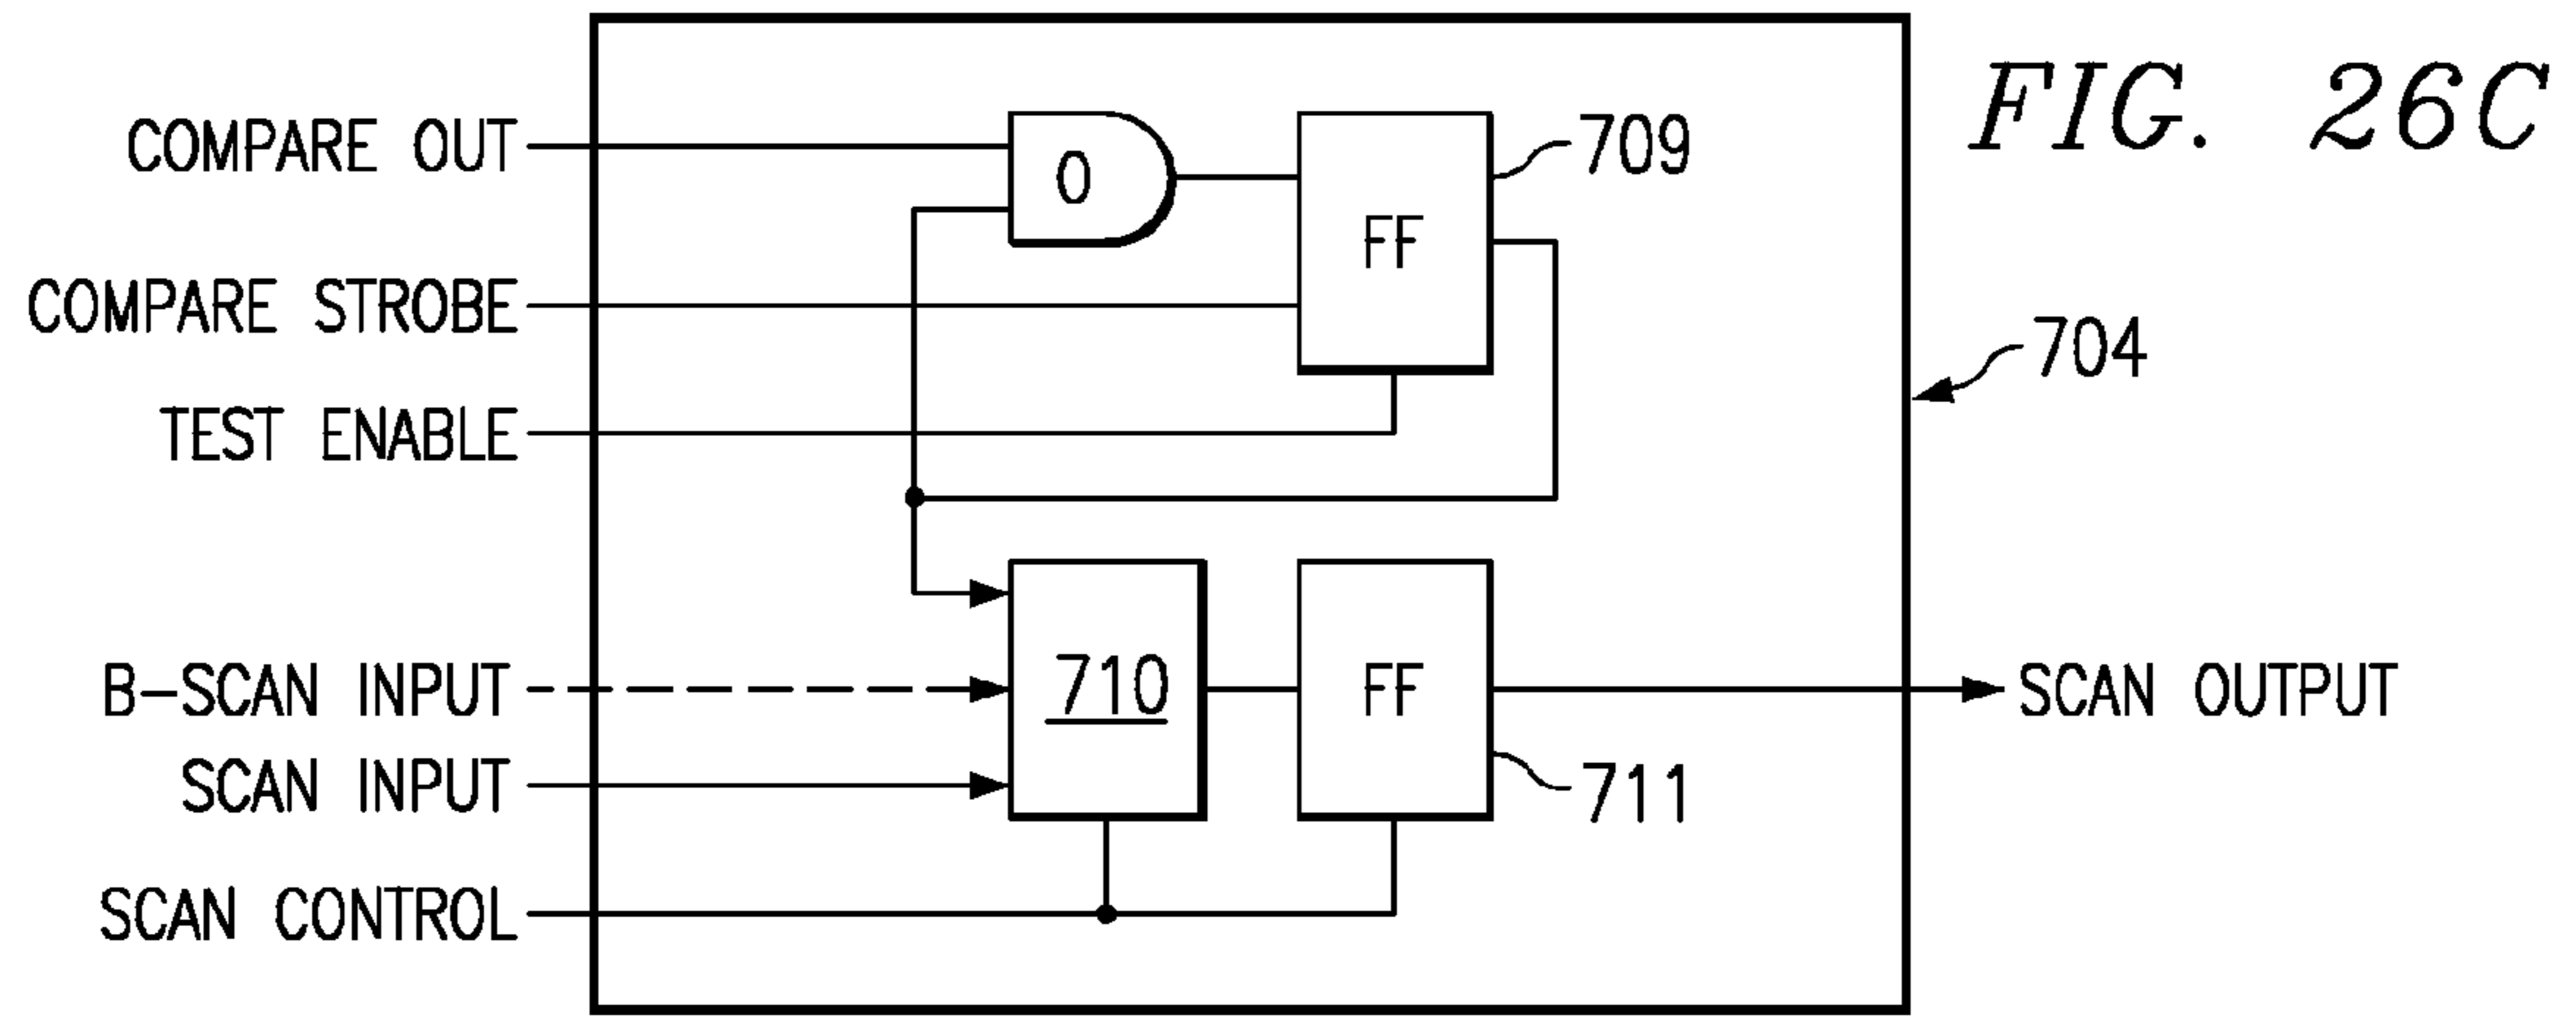 FIG. 26C
COMPARE OUT
O
709
FF
COMPARE STROBE
704
TEST ENABLE
B-SCAN INPUT
710
FF
SCAN OUTPUT
SCAN INPUT
711
SCAN CONTROL